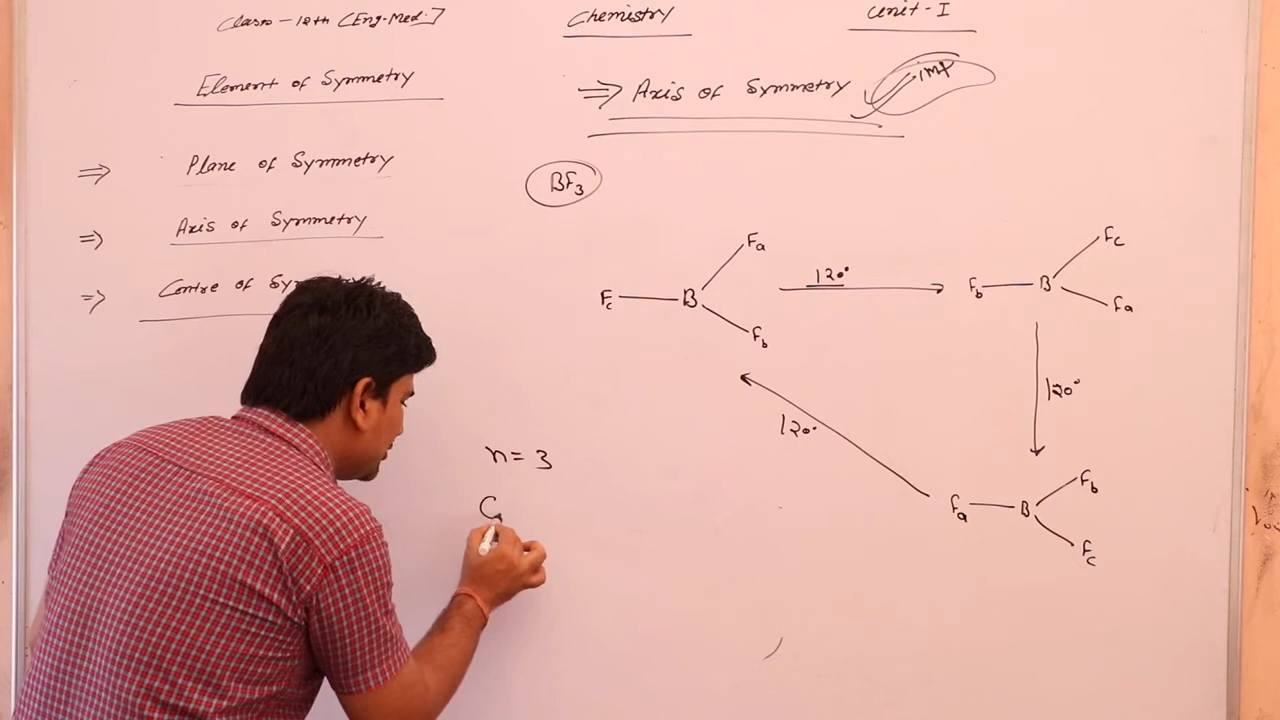 Class - 12th [Eng-Med.]
Chemistry
Unit - I
Element of Symmetry
⇒ Axis of Symmetry
imp
⇒ Plane of Symmetry
⇒ Axis of Symmetry
⇒ Centre of
BF3
Fc B Fa Fb
120°
Fb B Fc Fa
120°
Fa B Fb Fc
120°
n = 3
C